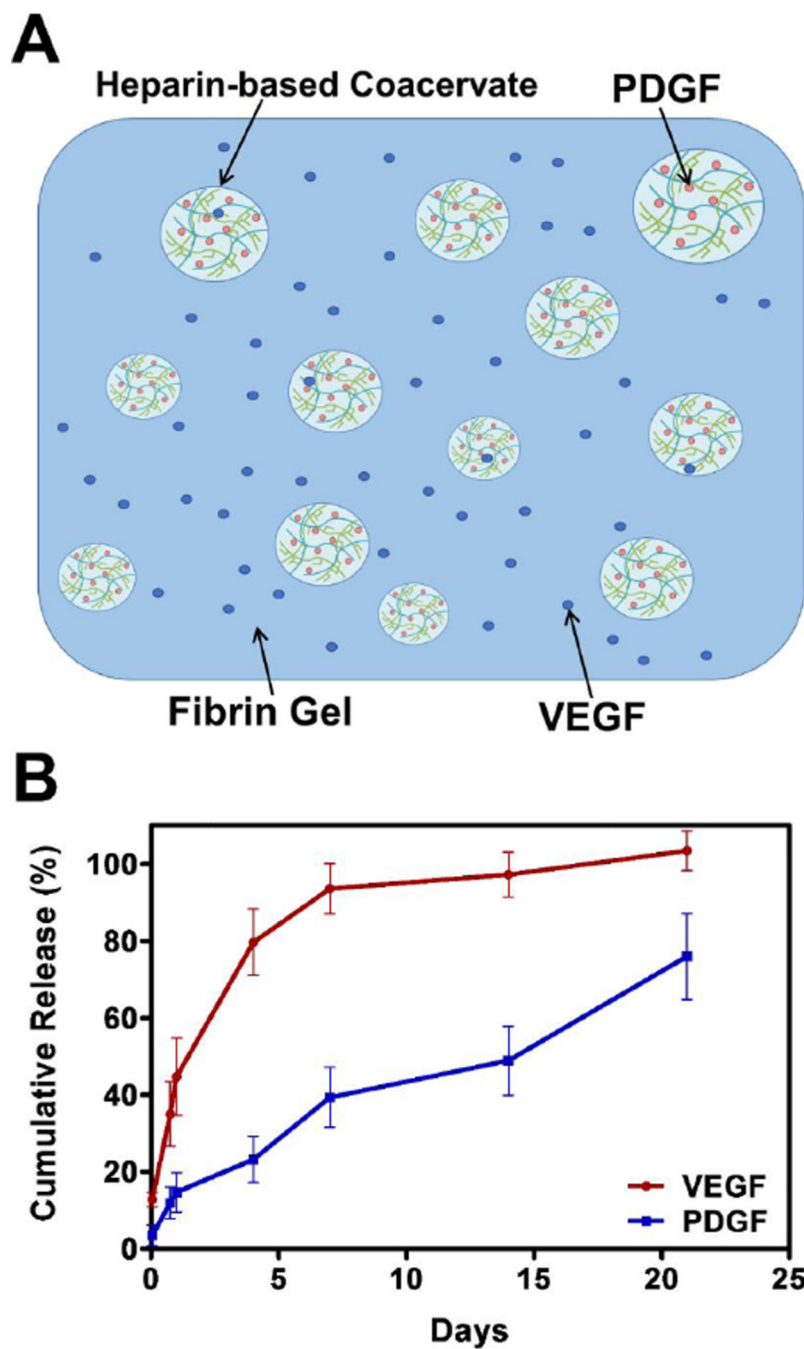 A
Heparin-based Coacervate
PDGF
Fibrin Gel
VEGF
B
Cumulative Release (%)
100
80
60
40
20
0
VEGF
PDGF
0 5 10 15 20 25
Days